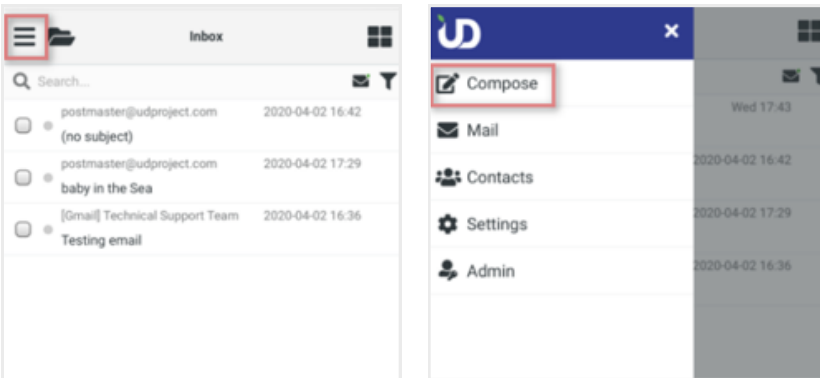 Inbox
Search...
postmaster@udproject.com 2020-04-02 16:42
(no subject)
postmaster@udproject.com 2020-04-02 17:29
baby in the Sea
[Gmail] Technical Support Team 2020-04-02 16:36
Testing email
UD
Compose
Mail
Wed 17:43
2020-04-02 16:42
Contacts
2020-04-02 17:29
Settings
2020-04-02 16:36
Admin